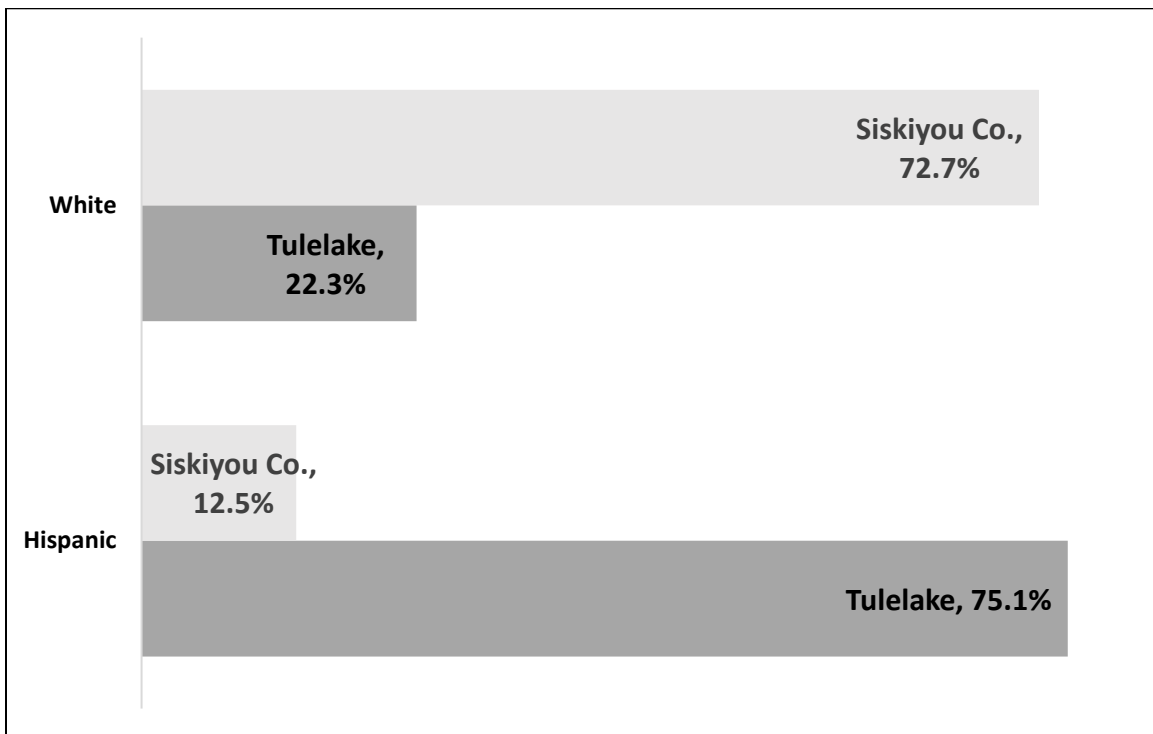 Siskiyou Co.,
72.7%
White
Tulelake,
22.3%
Siskiyou Co.,
12.5%
Hispanic
Tulelake, 75.1%